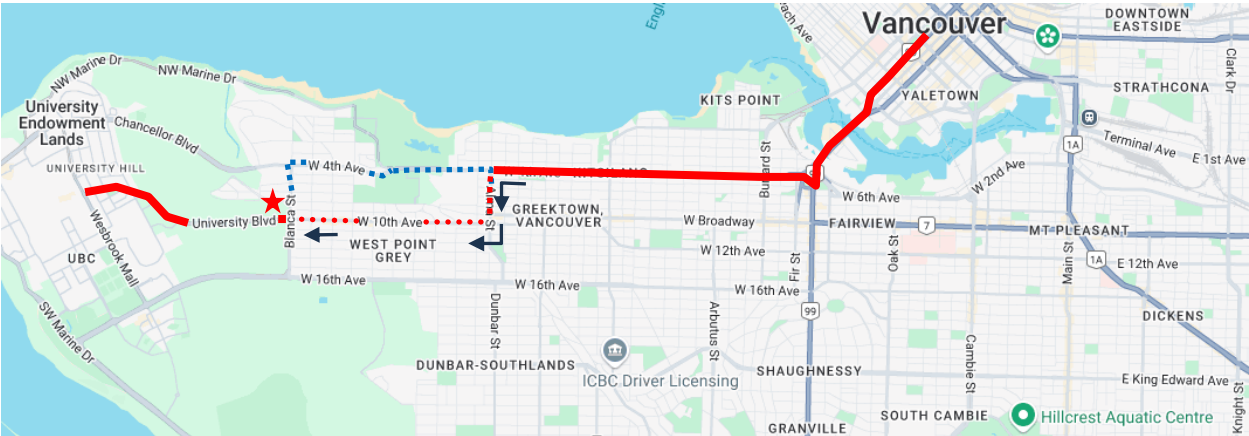 Vancouver
DOWNTOWN
EASTSIDE
NW Marine Dr
NW Marine Dr
STRATHCONA
Clark Dr
KITS POINT
YALETOWN
University
Endowment
Lands
Chancellor Blvd
Terminal Ave
1A
E 1st Ave
UNIVERSITY HILL
W 4th Ave
Burrard St
W 2nd Ave
W 6th Ave
Wesbrook Mall
Blanca St
University Blvd
W 10th Ave
GREEKTOWN,
VANCOUVER
W Broadway
FAIRVIEW
7
MT PLEASANT
WEST POINT
GREY
W 12th Ave
Fir St
Oak St
Main St
1A
E 12th Ave
UBC
W 16th Ave
W 16th Ave
W 16th Ave
SW Marine Dr
Dunbar St
Arbutus St
99
Cambie St
DICKENS
DUNBAR-SOUTHLANDS
ICBC Driver Licensing
SHAUGHNESSY
E King Edward Ave
Knight St
SOUTH CAMBIE
Hillcrest Aquatic Centre
GRANVILLE